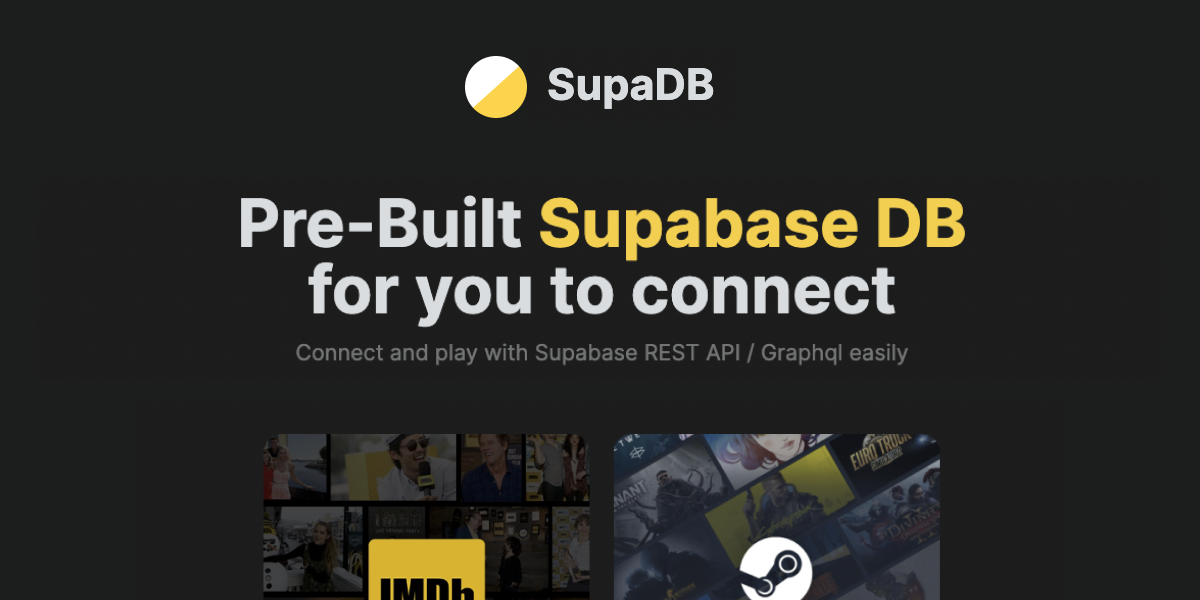 SupaDB
Pre-Built Supabase DB
for you to connect
Connect and play with Supabase REST API / Graphql easily
EURO TRUCK
IMDb